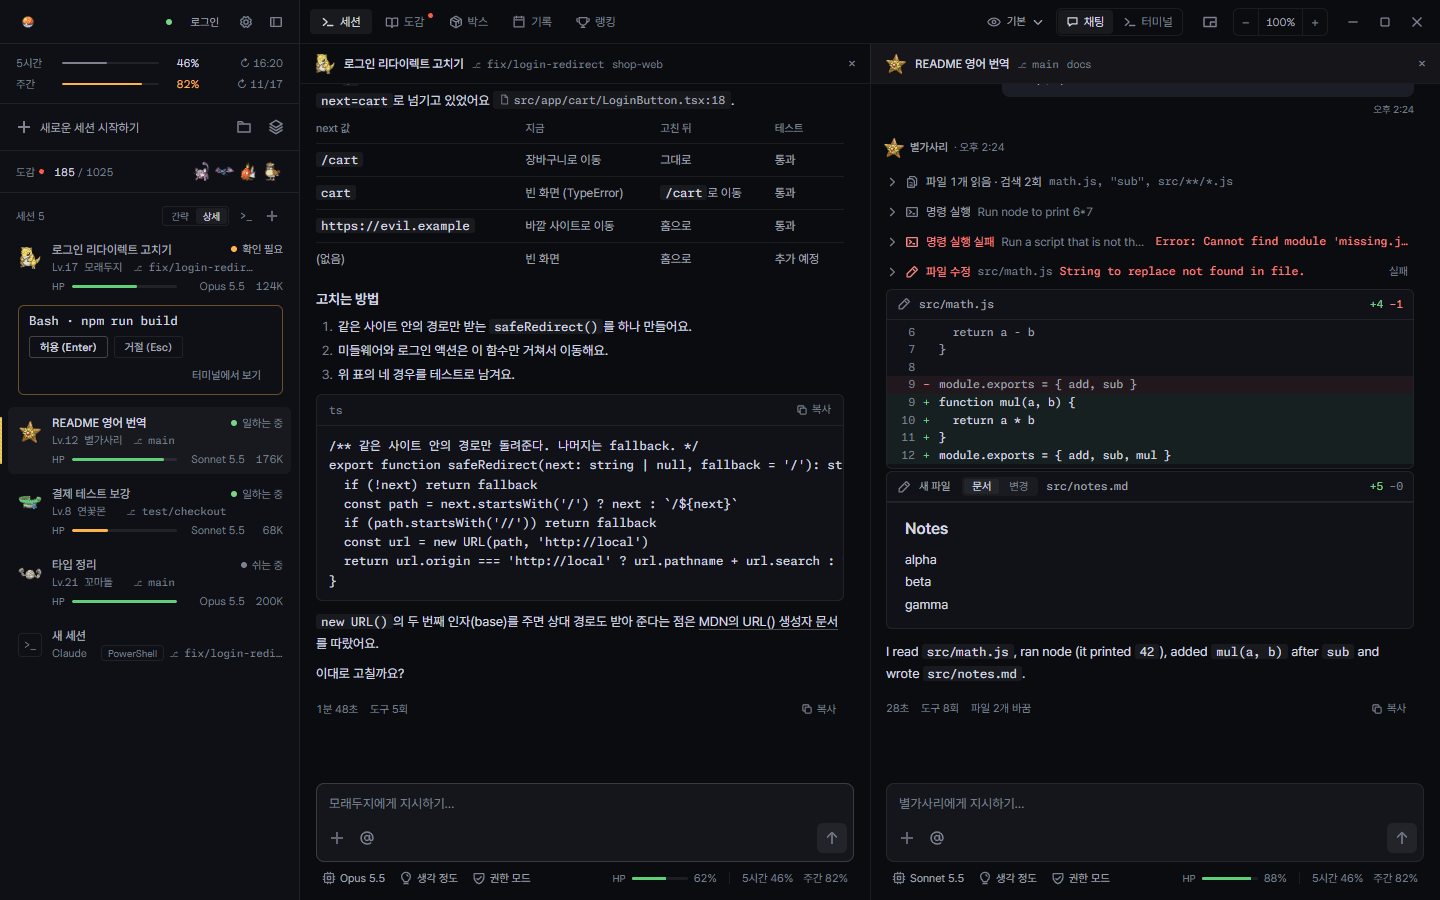 로그인
세션
도감
박스
기록
랭킹
기본
채팅
터미널
− 100% +
5시간 46% 16:20
주간 82% 11/17
새로운 세션 시작하기
도감 185 / 1025
세션 5 간략 상세
로그인 리다이렉트 고치기 확인 필요
Lv.17 모래두지 fix/login-redir…
HP Opus 5.5 124K
Bash · npm run build
허용 (Enter) 거절 (Esc)
터미널에서 보기
README 영어 번역 일하는 중
Lv.12 별가사리 main
HP Sonnet 5.5 176K
결제 테스트 보강 일하는 중
Lv.8 연꽃몬 test/checkout
HP Sonnet 5.5 68K
타입 정리 쉬는 중
Lv.21 꼬마돌 main
HP Opus 5.5 200K
새 세션
Claude PowerShell fix/login-redi…
로그인 리다이렉트 고치기 fix/login-redirect shop-web ×
next=cart 로 넘기고 있었어요 src/app/cart/LoginButton.tsx:18 .
next 값 지금 고친 뒤 테스트
/cart 장바구니로 이동 그대로 통과
cart 빈 화면 (TypeError) /cart 로 이동 통과
https://evil.example 바깥 사이트로 이동 홈으로 통과
(없음) 빈 화면 홈으로 추가 예정
고치는 방법
1. 같은 사이트 안의 경로만 받는 safeRedirect() 를 하나 만들어요.
2. 미들웨어와 로그인 액션은 이 함수만 거쳐서 이동해요.
3. 위 표의 네 경우를 테스트로 남겨요.
ts 복사
/** 같은 사이트 안의 경로만 돌려준다. 나머지는 fallback. */
export function safeRedirect(next: string | null, fallback = '/'): st
if (!next) return fallback
const path = next.startsWith('/') ? next : `/${next}`
if (path.startsWith('//')) return fallback
const url = new URL(path, 'http://local')
return url.origin === 'http://local' ? url.pathname + url.search :
}
new URL() 의 두 번째 인자(base)를 주면 상대 경로도 받아 준다는 점은 MDN의 URL() 생성자 문서
를 따랐어요.
이대로 고칠까요?
1분 48초 도구 5회 복사
모래두지에게 지시하기…
Opus 5.5 생각 정도 권한 모드 HP 62% 5시간 46% 주간 82%
README 영어 번역 main docs ×
오후 2:24
별가사리 · 오후 2:24
파일 1개 읽음 · 검색 2회 math.js, "sub", src/**/*.js
명령 실행 Run node to print 6*7
명령 실행 실패 Run a script that is not th… Error: Cannot find module 'missing.j…
파일 수정 src/math.js String to replace not found in file. 실패
src/math.js +4 −1
6 return a - b
7 }
8
9 − module.exports = { add, sub }
9 + function mul(a, b) {
10 + return a * b
11 + }
12 + module.exports = { add, sub, mul }
새 파일 문서 변경 src/notes.md +5 −0
Notes
alpha
beta
gamma
I read src/math.js , ran node (it printed 42 ), added mul(a, b) after sub and
wrote src/notes.md .
28초 도구 8회 파일 2개 바꿈 복사
별가사리에게 지시하기…
Sonnet 5.5 생각 정도 권한 모드 HP 88% 5시간 46% 주간 82%